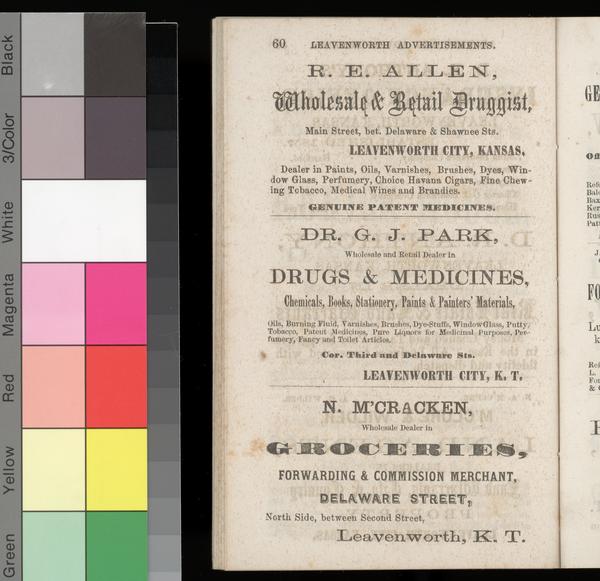 Black
3/Color
White
Magenta
Red
Yellow
Green
60 LEAVENWORTH ADVERTISEMENTS.
R. E. ALLEN,
Wholesale & Retail Druggist,
Main Street, bet. Delaware & Shawnee Sts.
LEAVENWORTH CITY, KANSAS,
Dealer in Paints, Oils, Varnishes, Brushes, Dyes, Win-
dow Glass, Perfumery, Choice Havana Cigars, Fine Chew-
ing Tobacco, Medical Wines and Brandies.
GENUINE PATENT MEDICINES.
DR. G. J. PARK,
Wholesale and Retail Dealer in
DRUGS & MEDICINES,
Chemicals, Books, Stationery, Paints & Painters' Materials,
Oils, Burning Fluid, Varnishes, Brushes, Dye-Stuffs, Window Glass, Putty,
Tobacco, Patent Medicines, Pure Liquors for Medicinal Purposes, Per-
fumery, Fancy and Toilet Articles.
Cor. Third and Delaware Sts.
LEAVENWORTH CITY, K. T.
N. M'CRACKEN,
Wholesale Dealer in
GROCERIES,
FORWARDING & COMMISSION MERCHANT,
DELAWARE STREET,
North Side, between Second Street,
Leavenworth, K. T.